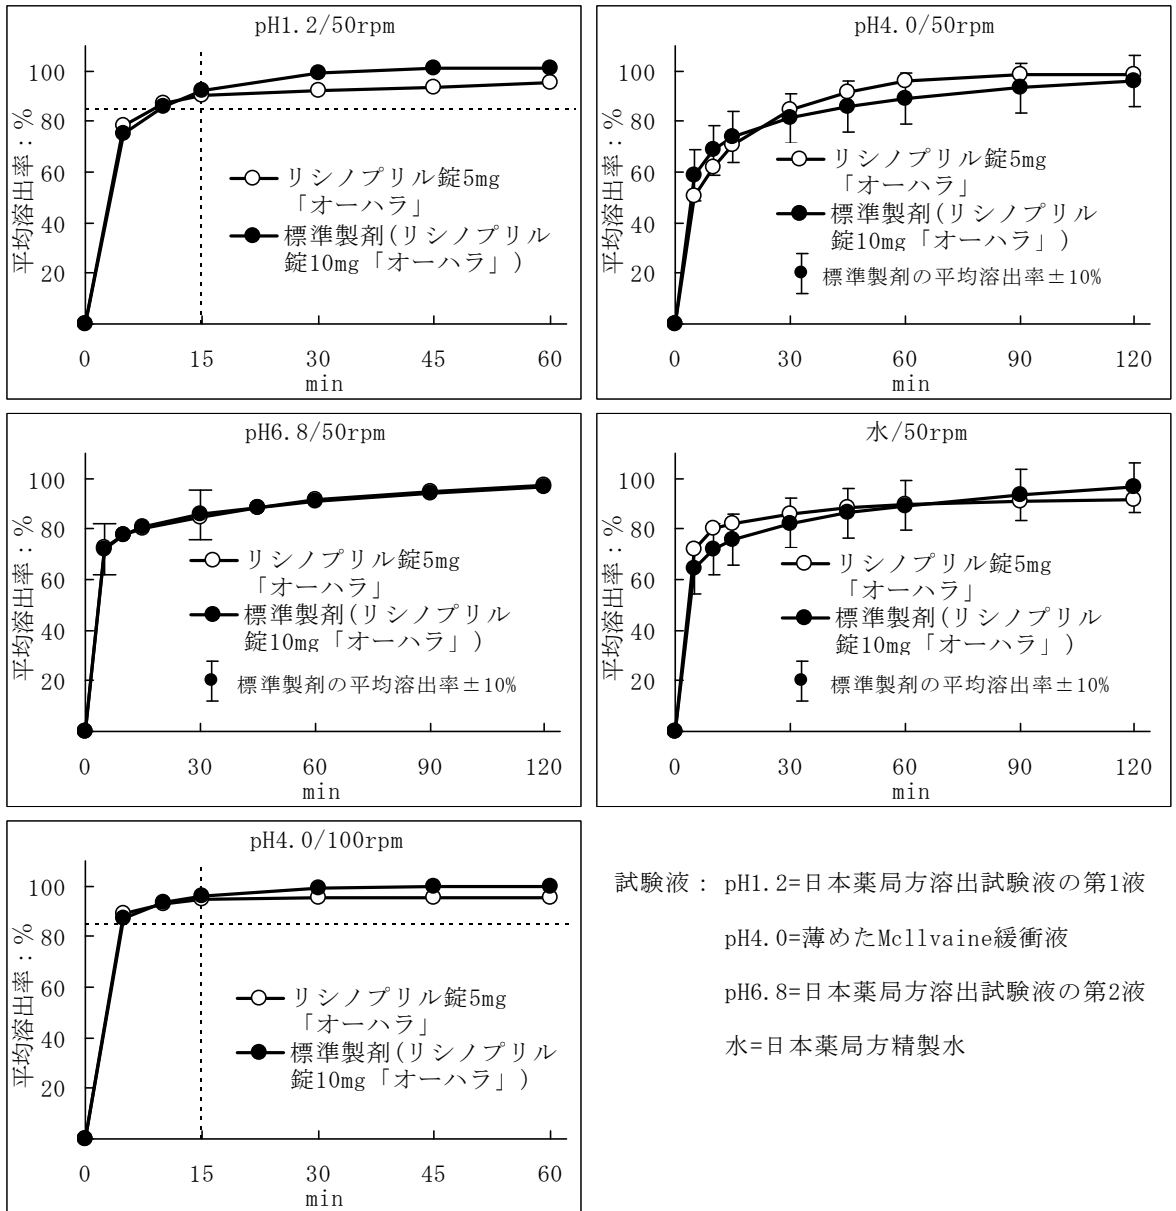 pH1.2/50rpm
平均溶出率：%
100
80
60
40
20
リシノプリル錠5mg
「オーハラ」
標準製剤(リシノプリル
錠10mg「オーハラ」)
0 15 30 45 60
min
pH4.0/50rpm
平均溶出率：%
100
80
60
40
20
リシノプリル錠5mg
「オーハラ」
標準製剤(リシノプリル
錠10mg「オーハラ」)
標準製剤の平均溶出率±10%
0 30 60 90 120
min
pH6.8/50rpm
平均溶出率：%
100
80
60
40
20
リシノプリル錠5mg
「オーハラ」
標準製剤(リシノプリル
錠10mg「オーハラ」)
標準製剤の平均溶出率±10%
0 30 60 90 120
min
水/50rpm
平均溶出率：%
100
80
60
40
20
リシノプリル錠5mg
「オーハラ」
標準製剤(リシノプリル
錠10mg「オーハラ」)
標準製剤の平均溶出率±10%
0 30 60 90 120
min
pH4.0/100rpm
平均溶出率：%
100
80
60
40
20
リシノプリル錠5mg
「オーハラ」
標準製剤(リシノプリル
錠10mg「オーハラ」)
0 15 30 45 60
min
試験液：pH1.2=日本薬局方溶出試験液の第1液
pH4.0=薄めたMcllvaine緩衝液
pH6.8=日本薬局方溶出試験液の第2液
水=日本薬局方精製水